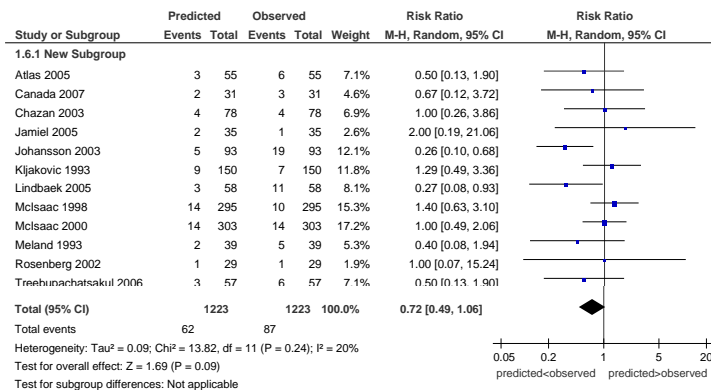 Predicted Observed Risk Ratio Risk Ratio
Study or Subgroup Events Total Events Total Weight M-H, Random, 95% CI M-H, Random, 95% CI
1.6.1 New Subgroup
Atlas 2005 3 55 6 55 7.1% 0.50 [0.13, 1.90]
Canada 2007 2 31 3 31 4.6% 0.67 [0.12, 3.72]
Chazan 2003 4 78 4 78 6.9% 1.00 [0.26, 3.86]
Jamiel 2005 2 35 1 35 2.6% 2.00 [0.19, 21.06]
Johansson 2003 5 93 19 93 12.1% 0.26 [0.10, 0.68]
Kljakovic 1993 9 150 7 150 11.8% 1.29 [0.49, 3.36]
Lindbaek 2005 3 58 11 58 8.1% 0.27 [0.08, 0.93]
McIsaac 1998 14 295 10 295 15.3% 1.40 [0.63, 3.10]
McIsaac 2000 14 303 14 303 17.2% 1.00 [0.49, 2.06]
Meland 1993 2 39 5 39 5.3% 0.40 [0.08, 1.94]
Rosenberg 2002 1 29 1 29 1.9% 1.00 [0.07, 15.24]
Treebupachatsakul 2006 3 57 6 57 7.1% 0.50 [0.13, 1.90]
Total (95% CI) 1223 1223 100.0% 0.72 [0.49, 1.06]
Total events 62 87
Heterogeneity: Tau² = 0.09; Chi² = 13.82, df = 11 (P = 0.24); I² = 20%
Test for overall effect: Z = 1.69 (P = 0.09)
Test for subgroup differences: Not applicable
0.05 0.2 1 5 20
predicted<observed predicted>observed